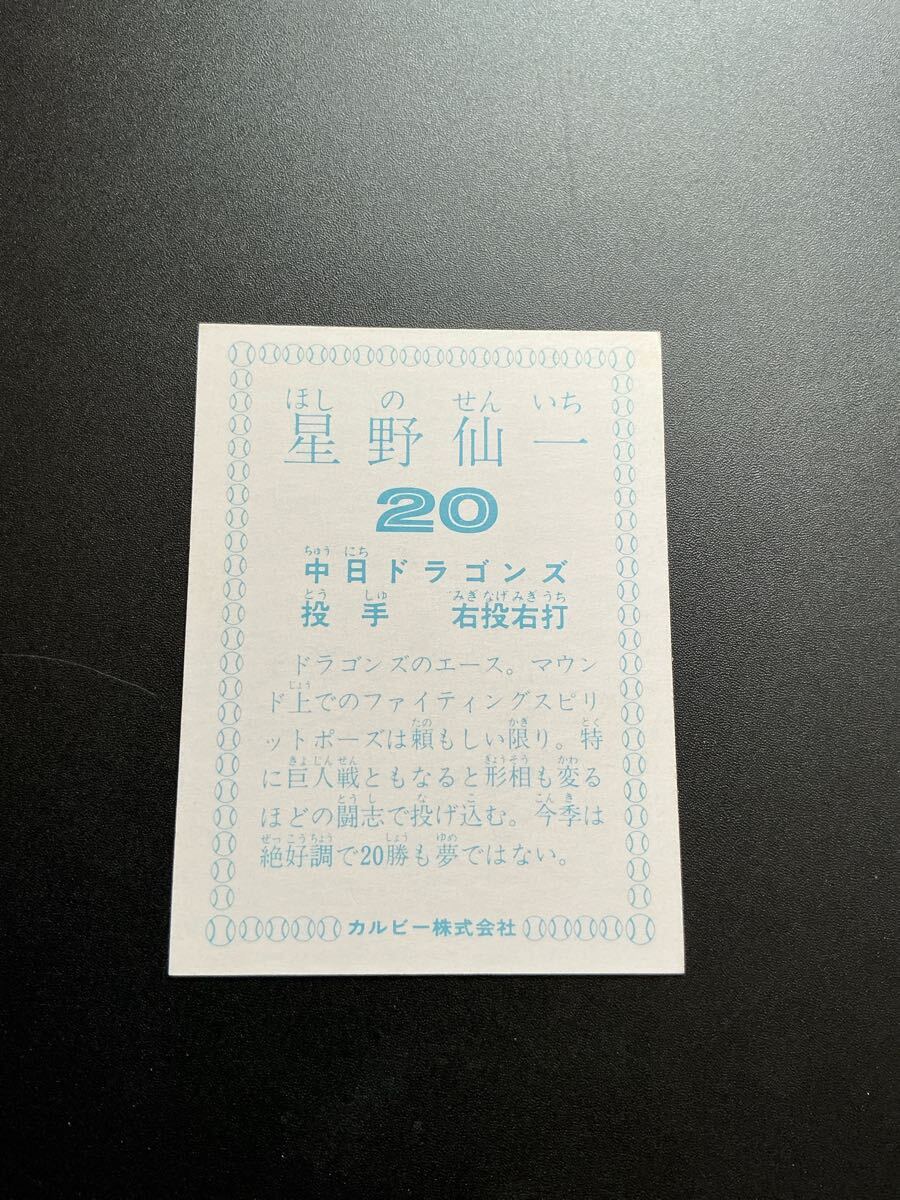 ほし の せん いち
星野仙一
20
ちゅう にち
中日ドラゴンズ
とう しゅ みぎ なげ みぎ うち
投手 右投右打
ドラゴンズのエース。マウン
じょう
ド上でのファイティングスピリ
たの かぎ とく
ットポーズは頼もしい限り。特
きょじんせん ぎょうそう かわ
に巨人戦ともなると形相も変る
とうし な こ こんき
ほどの闘志で投げ込む。今季は
ぜっこうちょう しょう ゆめ
絶好調で20勝も夢ではない。
カルビー株式会社